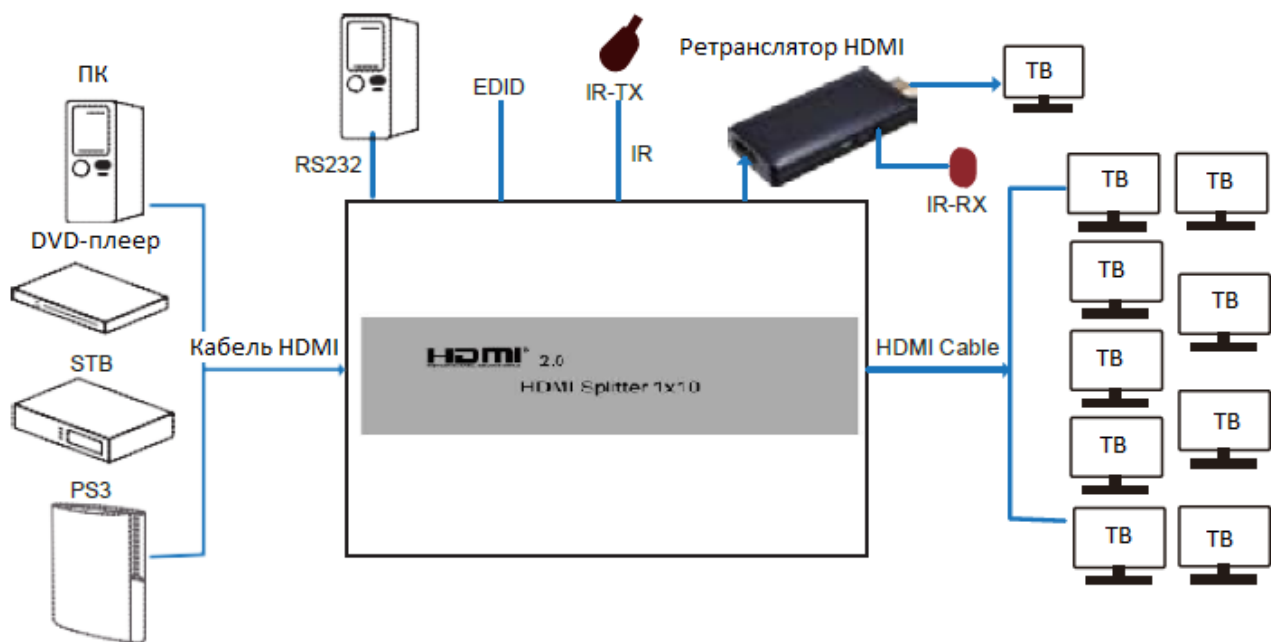 ПК
DVD-плеер
STB
PS3
Кабель HDMI
RS232
EDID
IR-TX
IR
Ретранслятор HDMI
IR-RX
ТВ
HDMI® 2.0
HDMI Splitter 1x10
HDMI Cable
ТВ
ТВ
ТВ
ТВ
ТВ
ТВ
ТВ
ТВ
ТВ